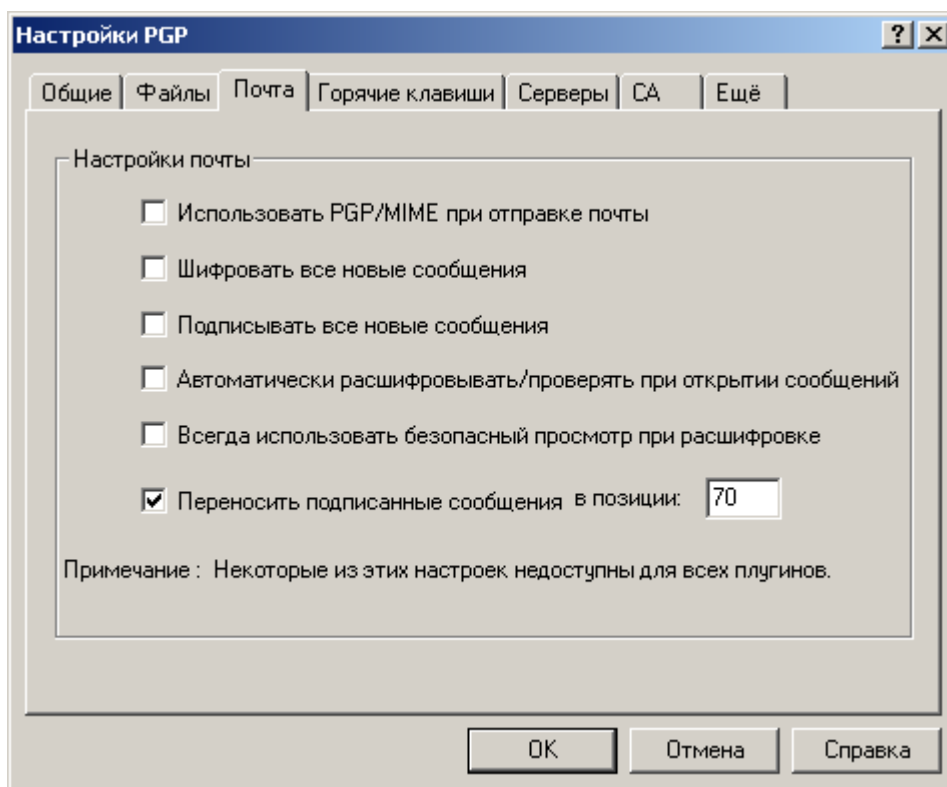 Настройки PGP
Общие Файлы Почта Горячие клавиши Серверы CA Ещё
Настройки почты
Использовать PGP/MIME при отправке почты
Шифровать все новые сообщения
Подписывать все новые сообщения
Автоматически расшифровывать/проверять при открытии сообщений
Всегда использовать безопасный просмотр при расшифровке
Переносить подписанные сообщения в позиции: 70
Примечание : Некоторые из этих настроек недоступны для всех плугинов.
OK Отмена Справка